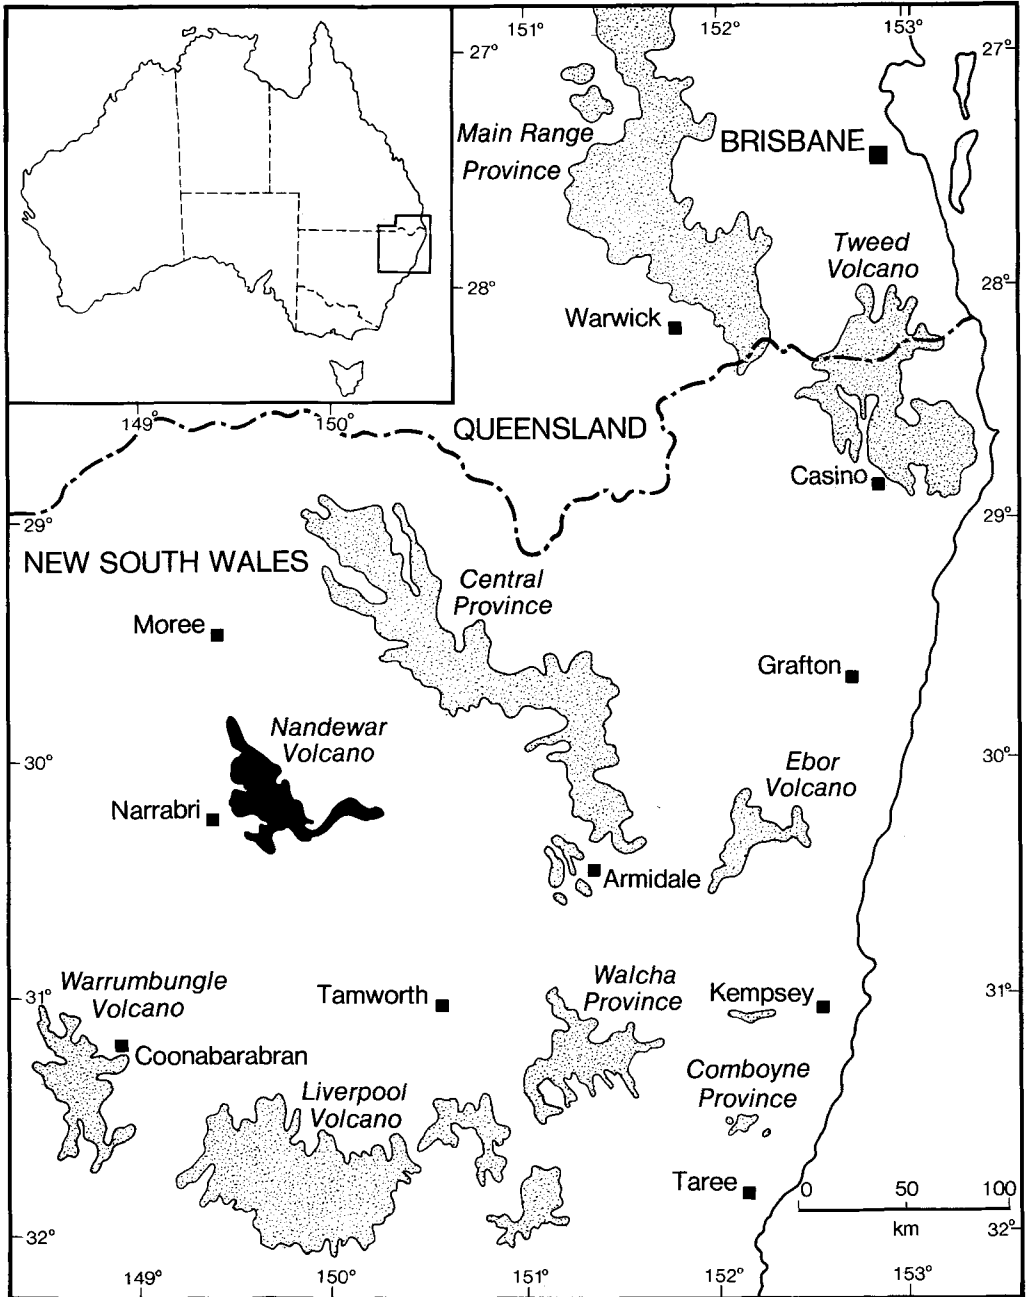 151°
152°
153°
27°
27°
Main Range
Province
BRISBANE
Tweed
Volcano
28°
28°
Warwick
149°
150°
QUEENSLAND
Casino
29°
29°
NEW SOUTH WALES
Central
Province
Moree
Grafton
Nandewar
Volcano
30°
30°
Ebor
Volcano
Narrabri
Armidale
Warrumbungle
Volcano
31°
31°
Tamworth
Walcha
Province
Kempsey
Coonabarabran
Liverpool
Volcano
Comboyne
Province
Taree
0 50 100
km
32°
32°
149°
150°
151°
152°
153°